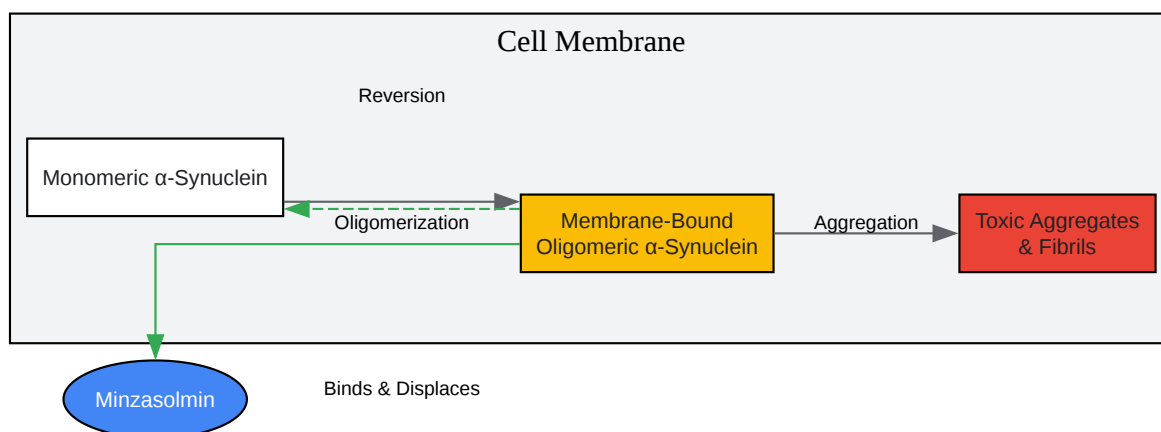 Cell Membrane
Reversion
Monomeric α-Synuclein
Oligomerization
Membrane-Bound
Oligomeric α-Synuclein
Aggregation
Toxic Aggregates
& Fibrils
Minzasolmin
Binds & Displaces